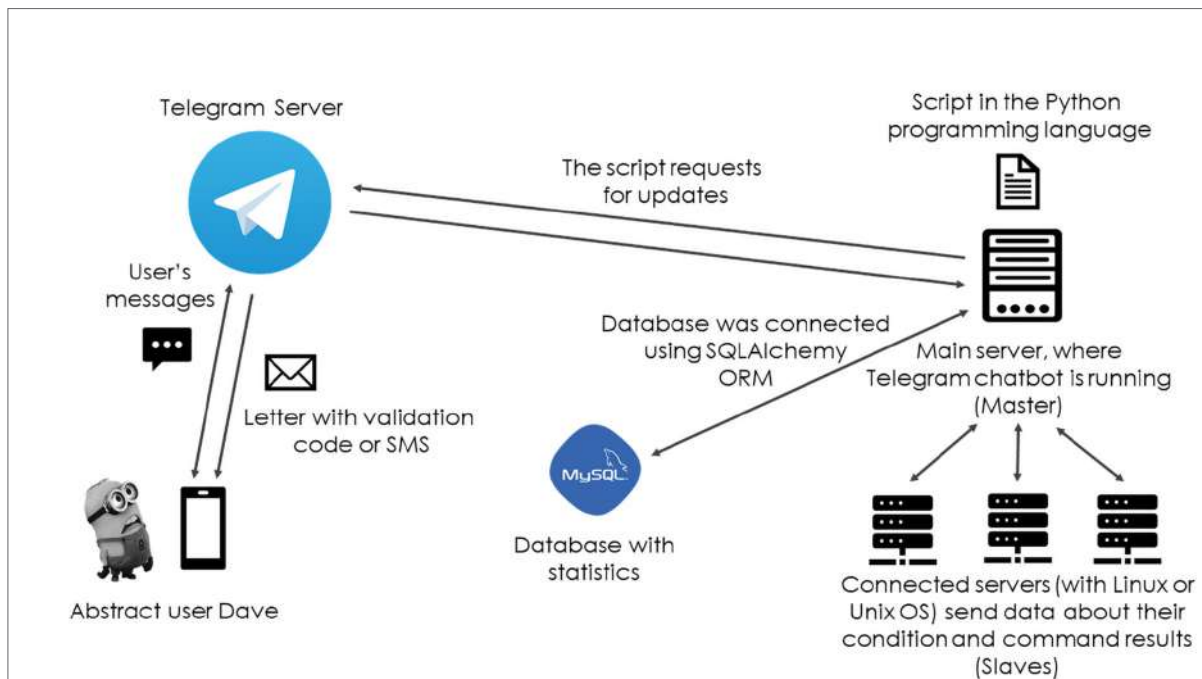 Telegram Server
Script in the Python
programming language
The script requests
for updates
User's
messages
Database was connected
using SQLAlchemy
ORM
Main server, where
Telegram chatbot is running
(Master)
Letter with validation
code or SMS
MySQL
Database with
statistics
Abstract user Dave
Connected servers (with Linux or
Unix OS) send data about their
condition and command results
(Slaves)